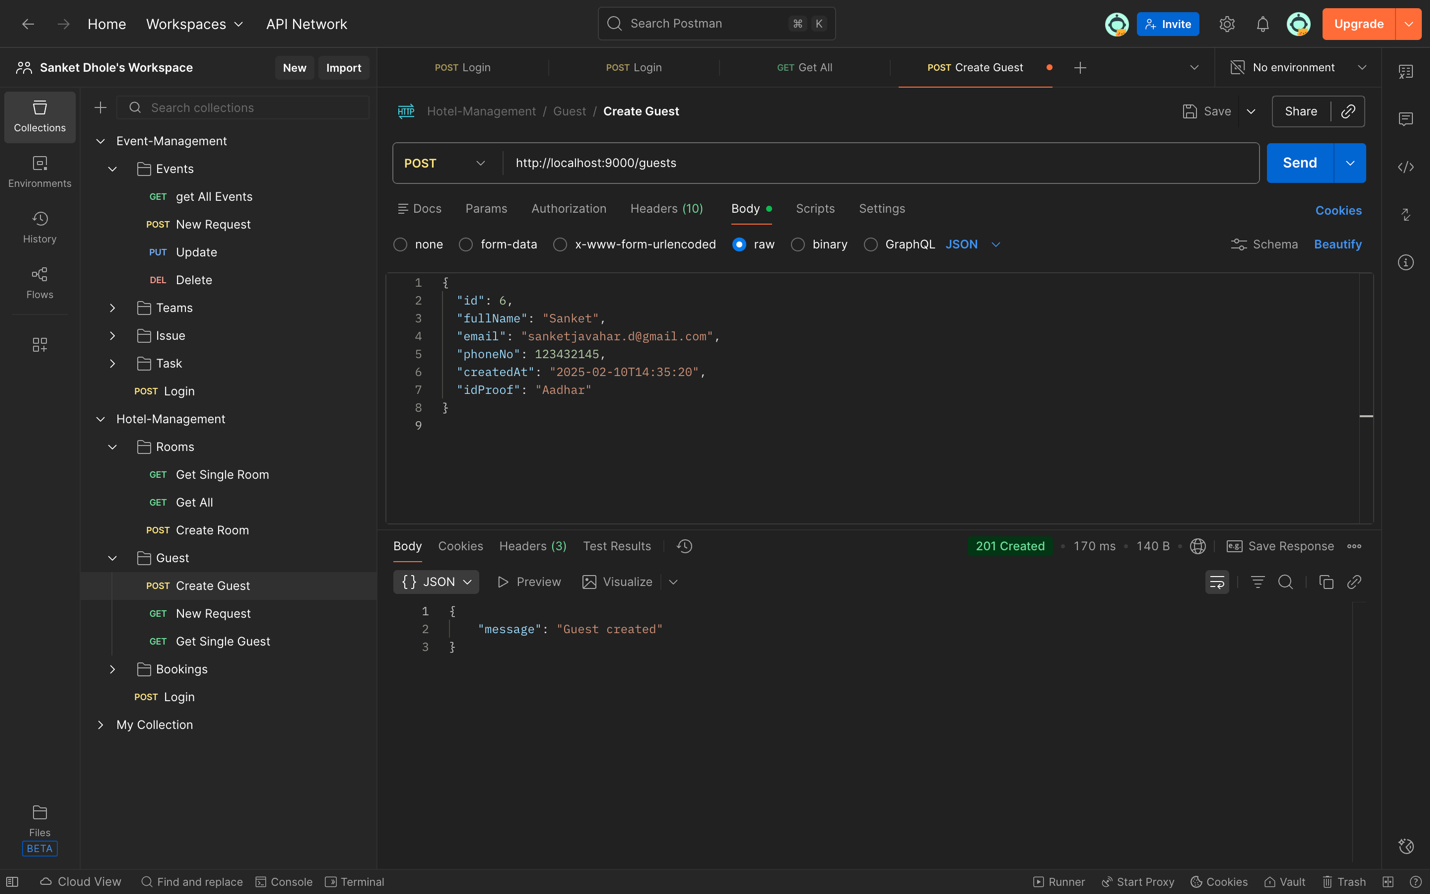 Home Workspaces API Network Search Postman ⌘ K Invite Upgrade
Sanket Dhole's Workspace New Import POST Login POST Login GET Get All POST Create Guest No environment
Search collections
Collections
Environments
History
Flows
Files
BETA
Event-Management
Events
GET get All Events
POST New Request
PUT Update
DEL Delete
Teams
Issue
Task
POST Login
Hotel-Management
Rooms
GET Get Single Room
GET Get All
POST Create Room
Guest
POST Create Guest
GET New Request
GET Get Single Guest
Bookings
POST Login
My Collection
HTTP Hotel-Management / Guest / Create Guest Save Share
POST http://localhost:9000/guests Send
Docs Params Authorization Headers (10) Body Scripts Settings Cookies
none form-data x-www-form-urlencoded raw binary GraphQL JSON Schema Beautify
1 {
2 "id": 6,
3 "fullName": "Sanket",
4 "email": "sanketjavahar.d@gmail.com",
5 "phoneNo": 123432145,
6 "createdAt": "2025-02-10T14:35:20",
7 "idProof": "Aadhar"
8 }
9
Body Cookies Headers (3) Test Results 201 Created • 170 ms • 140 B • e.g. Save Response
{} JSON Preview Visualize
1 {
2 "message": "Guest created"
3 }
Cloud View Find and replace Console Terminal Runner Start Proxy Cookies Vault Trash